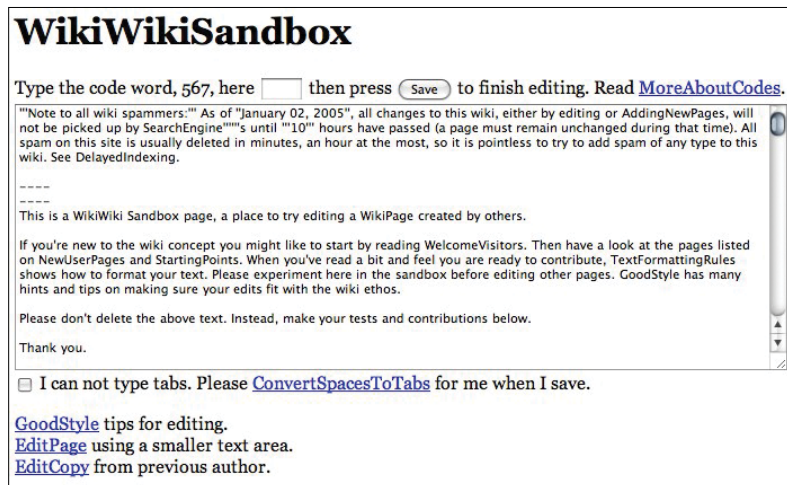 WikiWikiSandbox
Type the code word, 567, here then press Save to finish editing. Read MoreAboutCodes.
'''Note to all wiki spammers:''' As of "January 02, 2005", all changes to this wiki, either by editing or AddingNewPages, will
not be picked up by SearchEngine''''''s until '''10''' hours have passed (a page must remain unchanged during that time). All
spam on this site is usually deleted in minutes, an hour at the most, so it is pointless to try to add spam of any type to this
wiki. See DelayedIndexing.
----
----
This is a WikiWiki Sandbox page, a place to try editing a WikiPage created by others.
If you're new to the wiki concept you might like to start by reading WelcomeVisitors. Then have a look at the pages listed
on NewUserPages and StartingPoints. When you've read a bit and feel you are ready to contribute, TextFormattingRules
shows how to format your text. Please experiment here in the sandbox before editing other pages. GoodStyle has many
hints and tips on making sure your edits fit with the wiki ethos.
Please don't delete the above text. Instead, make your tests and contributions below.
Thank you.
I can not type tabs. Please ConvertSpacesToTabs for me when I save.
GoodStyle tips for editing.
EditPage using a smaller text area.
EditCopy from previous author.